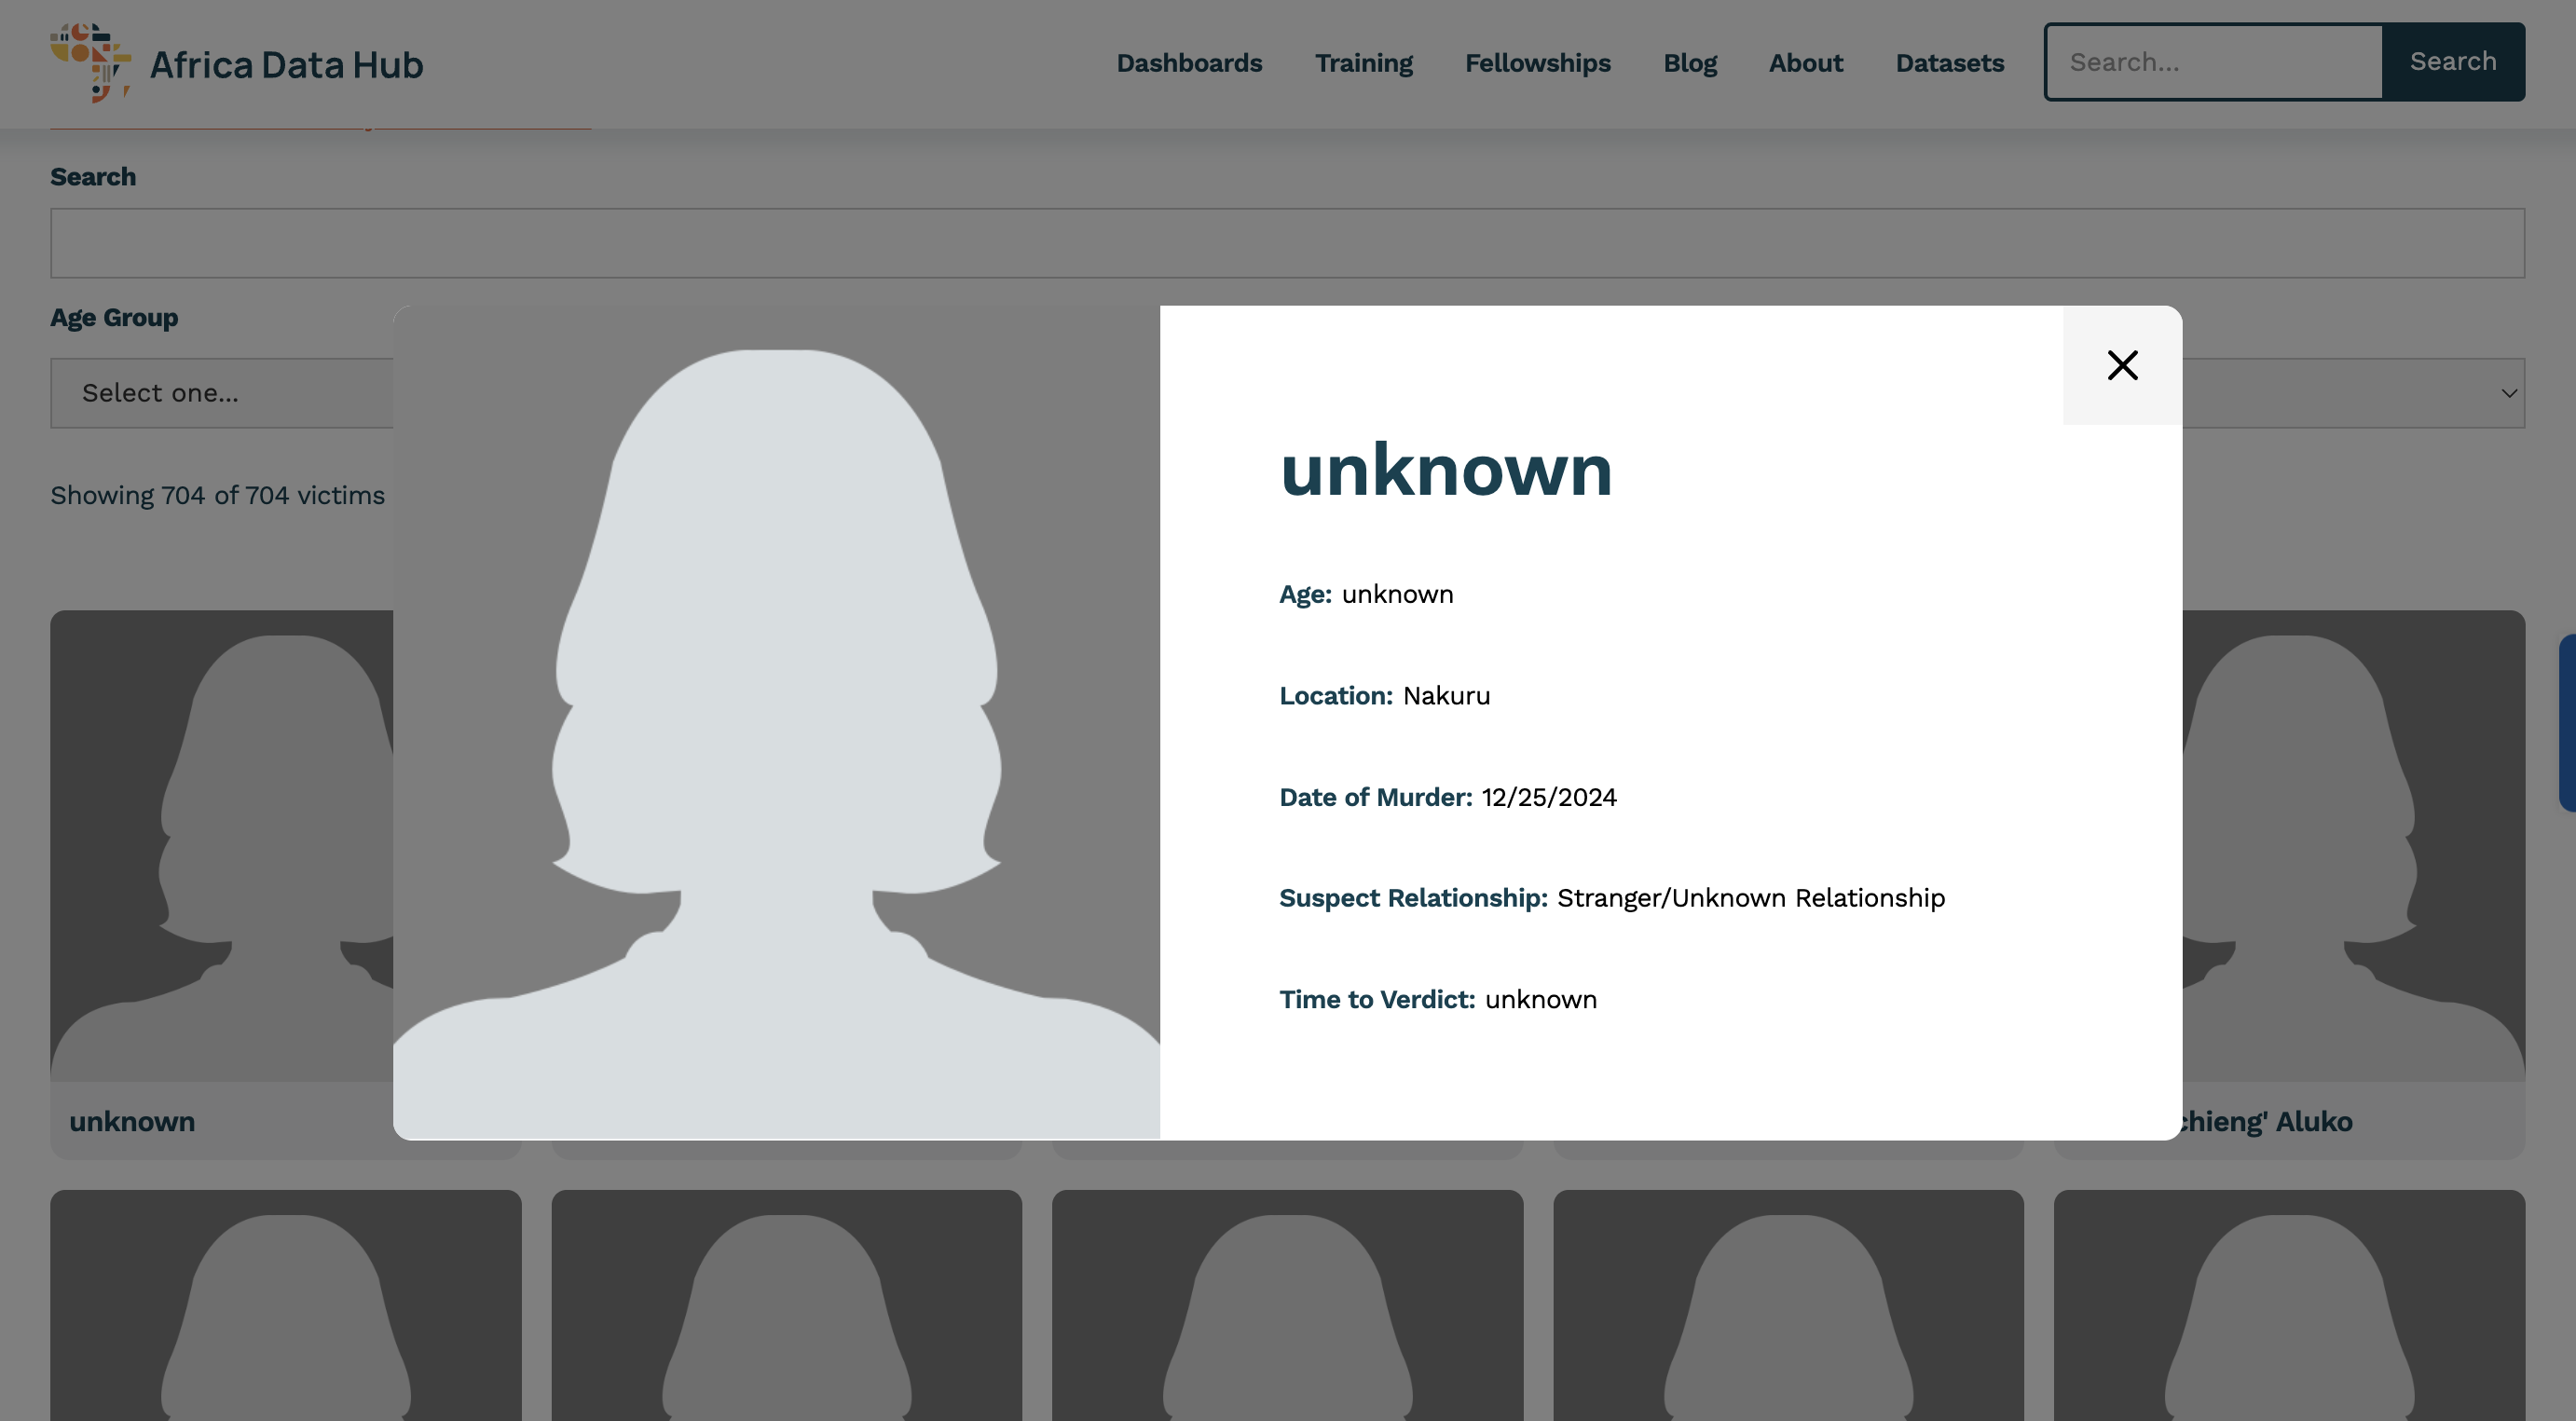 Africa Data Hub
Dashboards Training Fellowships Blog About Datasets Search... Search
Search
Age Group
Select one...
Showing 704 of 704 victims
unknown
Age: unknown
Location: Nakuru
Date of Murder: 12/25/2024
Suspect Relationship: Stranger/Unknown Relationship
Time to Verdict: unknown
unknown
chieng' Aluko